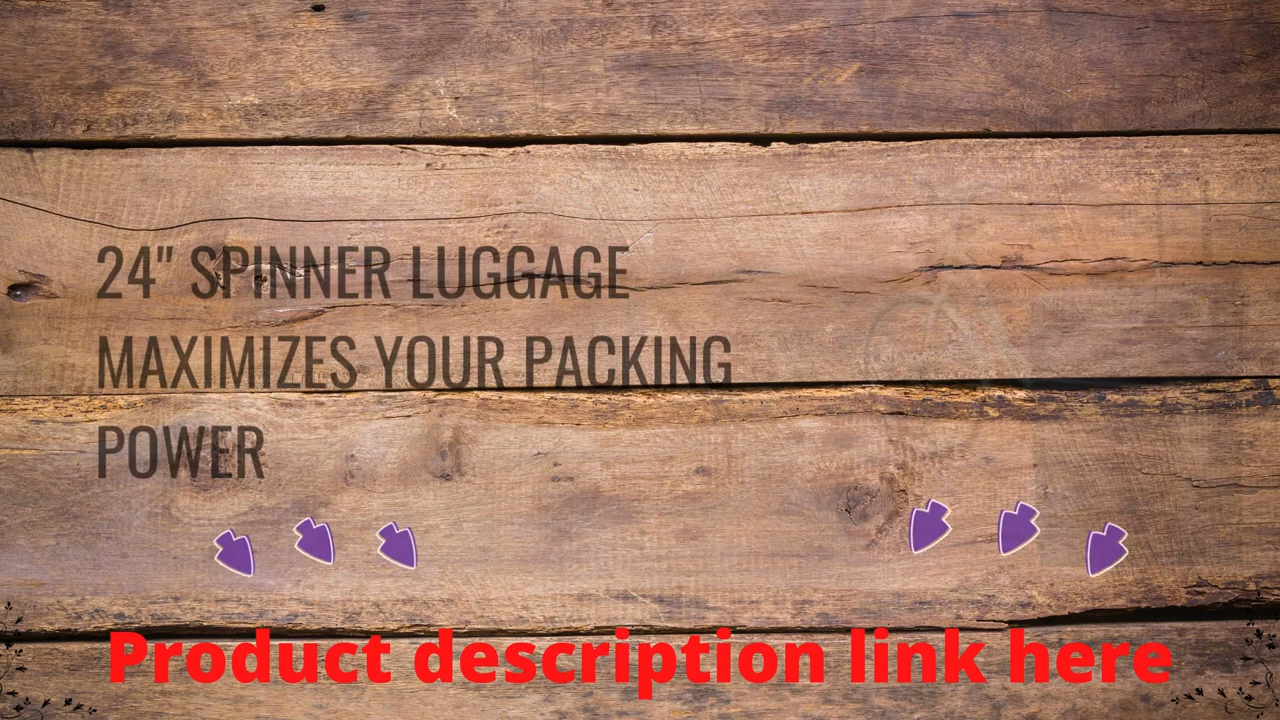 24" SPINNER LUGGAGE
MAXIMIZES YOUR PACKING
POWER
Product description link here